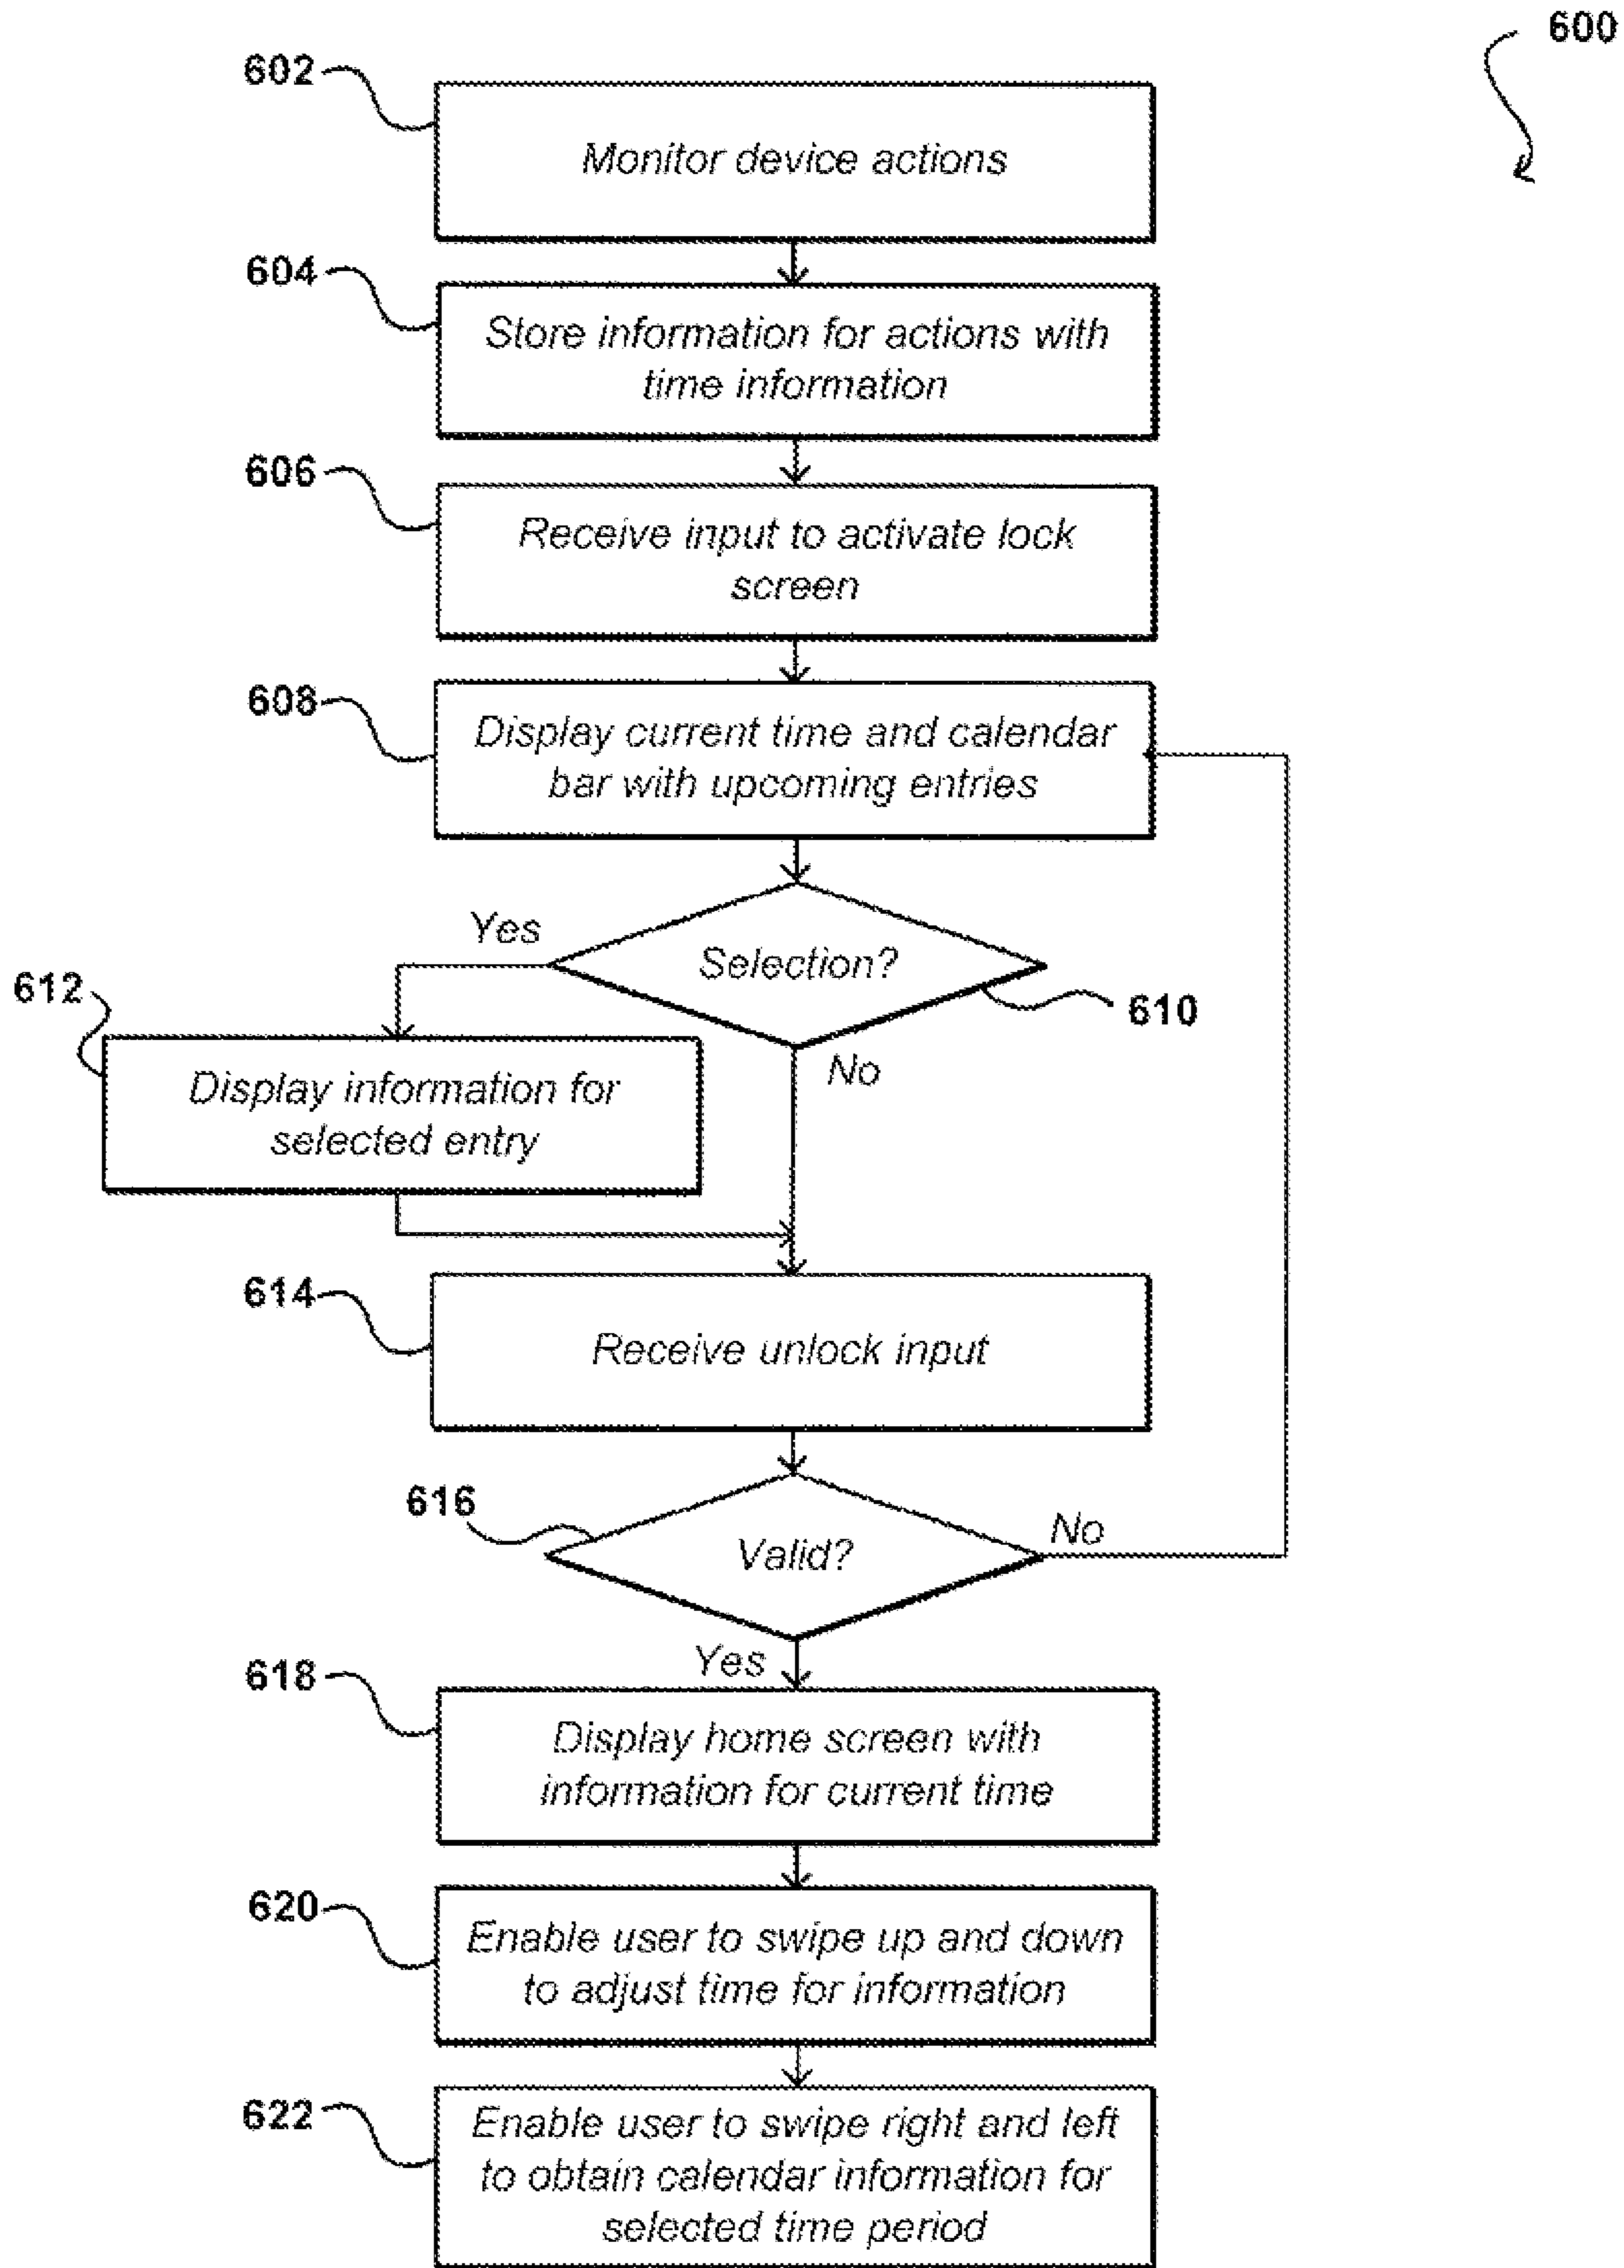 600
602
Monitor device actions
604
Store information for actions with
time information
606
Receive input to activate lock
screen
608
Display current time and calendar
bar with upcoming entries
Yes
Selection?
610
No
612
Display information for
selected entry
614
Receive unlock input
616
Valid?
No
Yes
618
Display home screen with
information for current time
620
Enable user to swipe up and down
to adjust time for information
622
Enable user to swipe right and left
to obtain calendar information for
selected time period